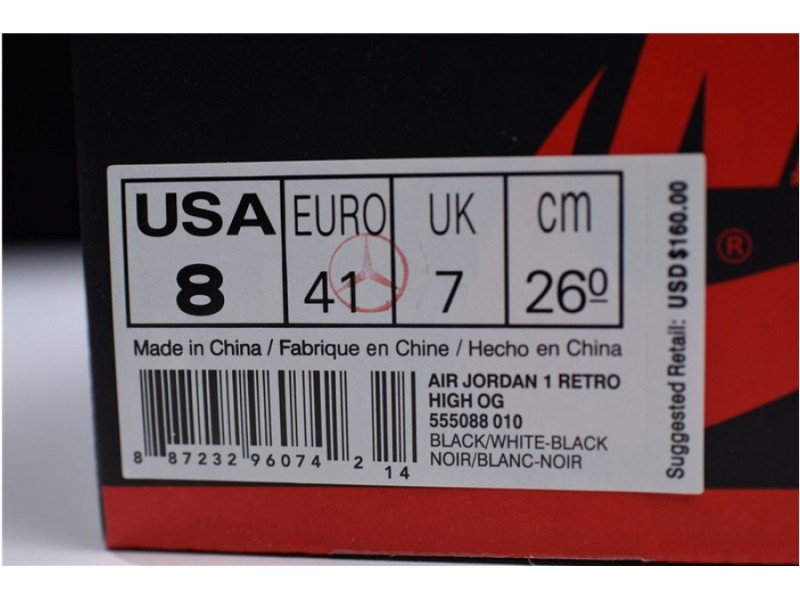 USA EURO UK cm
8 41 7 26º
Made in China / Fabrique en Chine / Hecho en China
AIR JORDAN 1 RETRO
HIGH OG
555088 010
BLACK/WHITE-BLACK
NOIR/BLANC-NOIR
8 87232 96074 2 14
Suggested Retail: USD $160.00
®